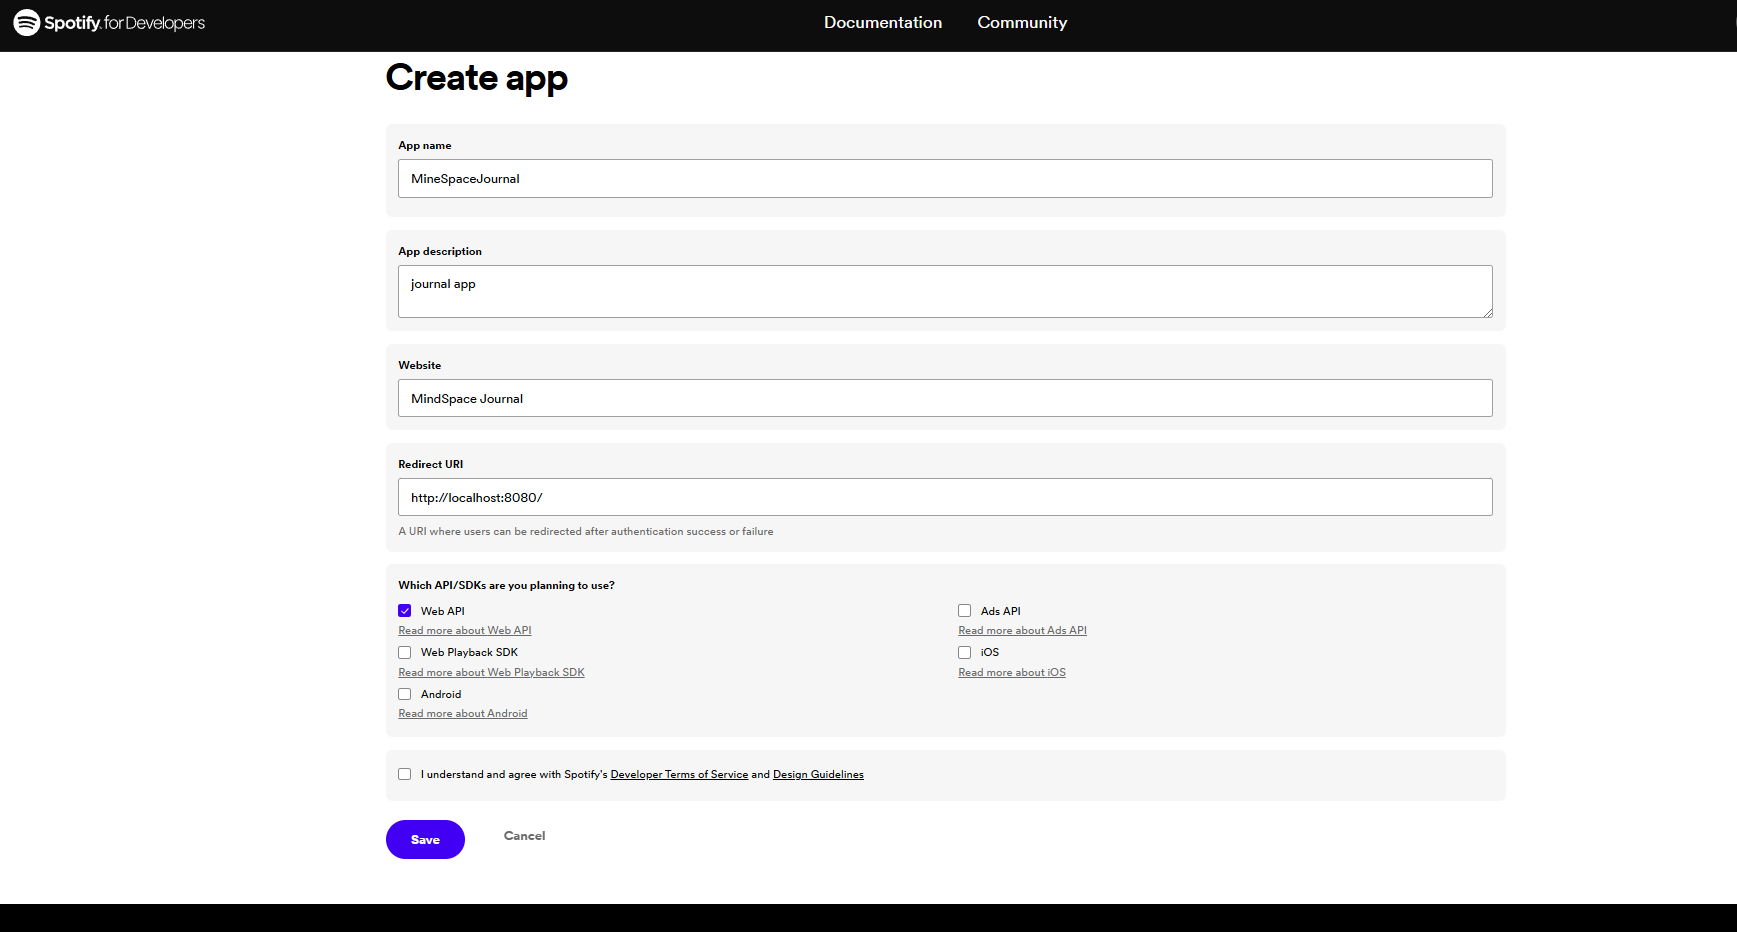 Spotify for Developers
Documentation Community
Create app
App name
MineSpaceJournal
App description
journal app
Website
MindSpace Journal
Redirect URI
http://localhost:8080/
A URI where users can be redirected after authentication success or failure
Which API/SDKs are you planning to use?
Web API
Read more about Web API
Ads API
Read more about Ads API
Web Playback SDK
Read more about Web Playback SDK
iOS
Read more about iOS
Android
Read more about Android
I understand and agree with Spotify's Developer Terms of Service and Design Guidelines
Save Cancel